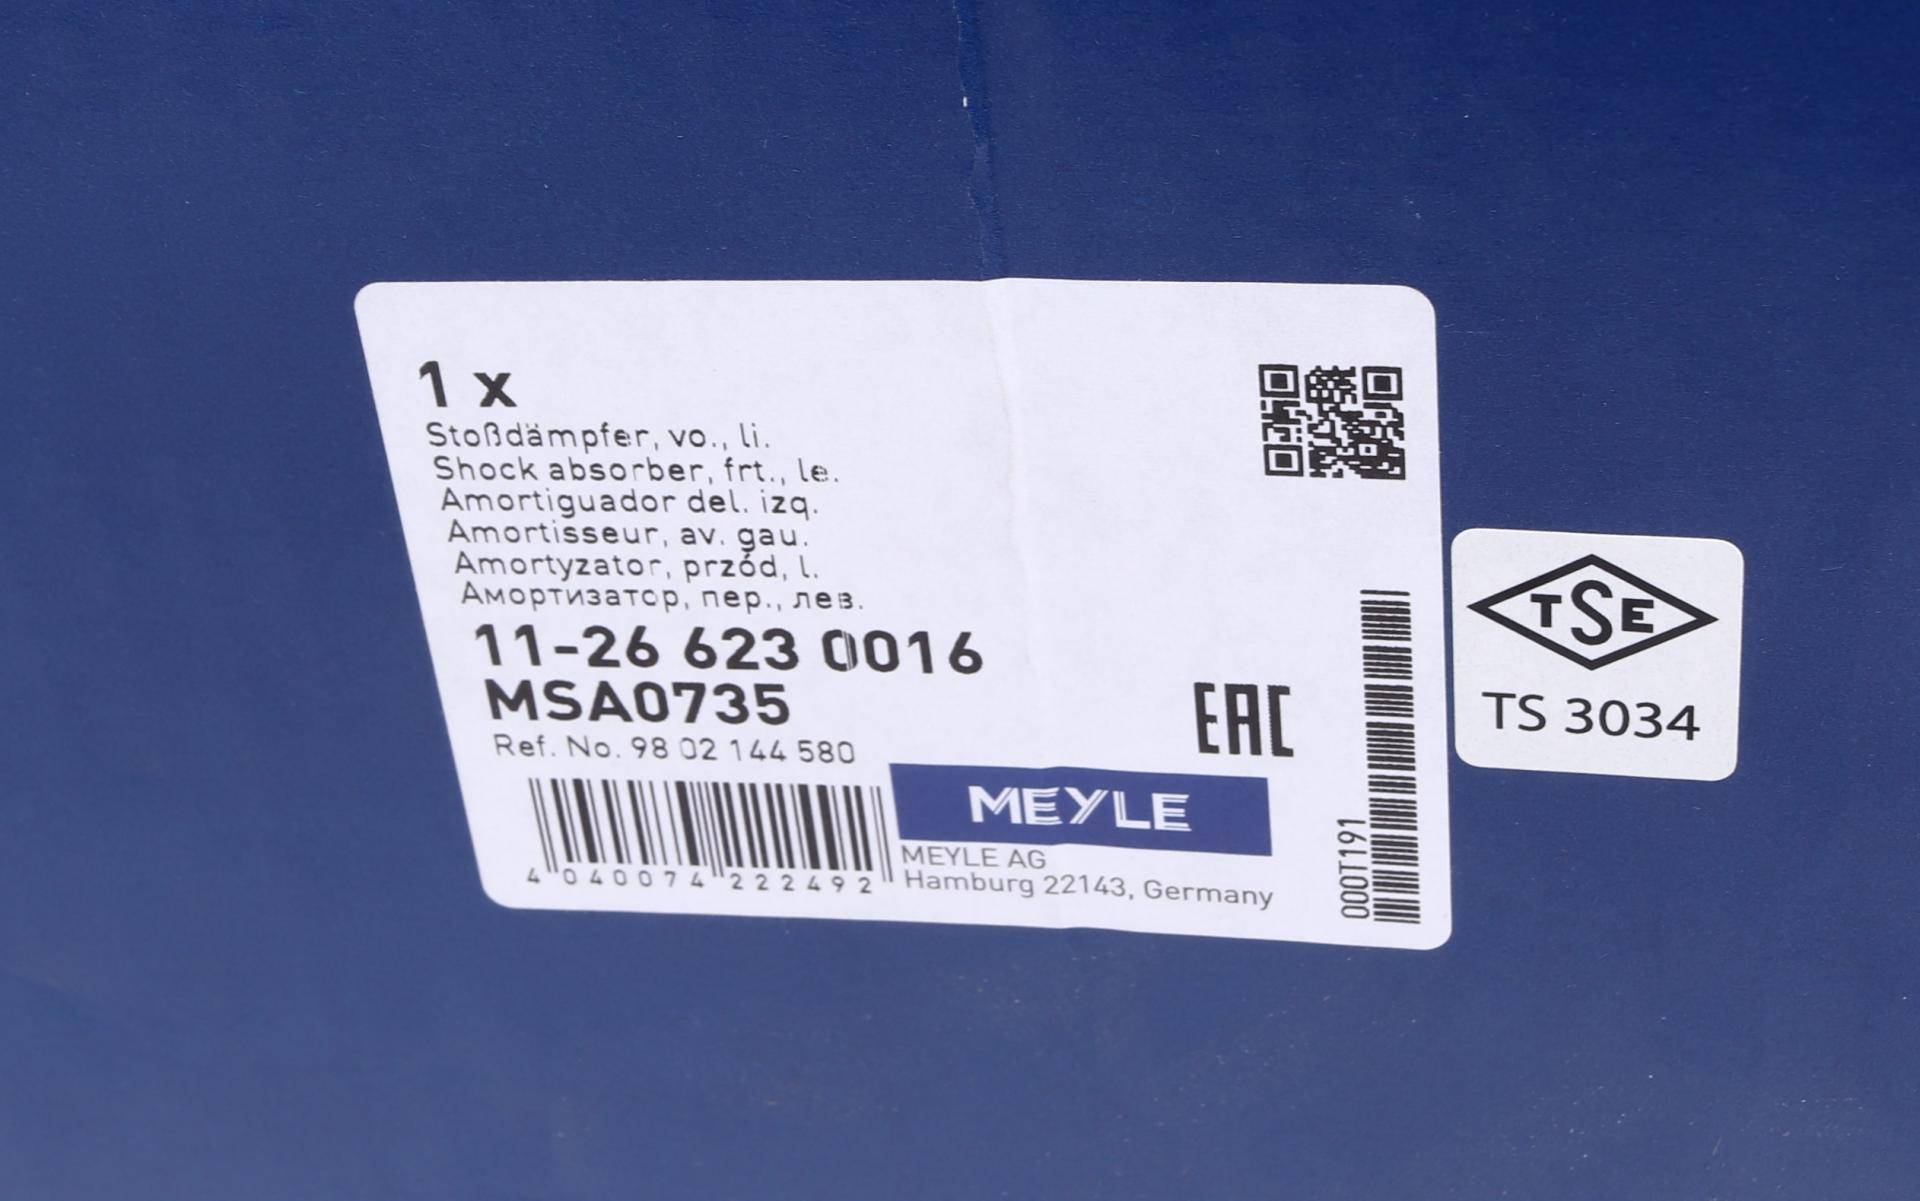 1 x
Stoßdämpfer, vo., li.
Shock absorber, frt., le.
Amortiguador del. izq.
Amortisseur, av. gau.
Amortyzator, przód, l.
Амортизатор, пер., лев.
11-26 623 0016
MSA0735
Ref. No. 98 02 144 580
4 040074 222492
EAC
MEYLE
MEYLE AG
Hamburg 22143, Germany
000T191
TSE
TS 3034